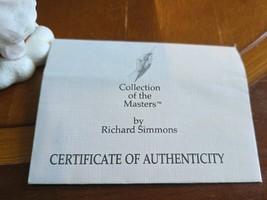 Collection
of the
Masters™
by
Richard Simmons
CERTIFICATE OF AUTHENTICITY